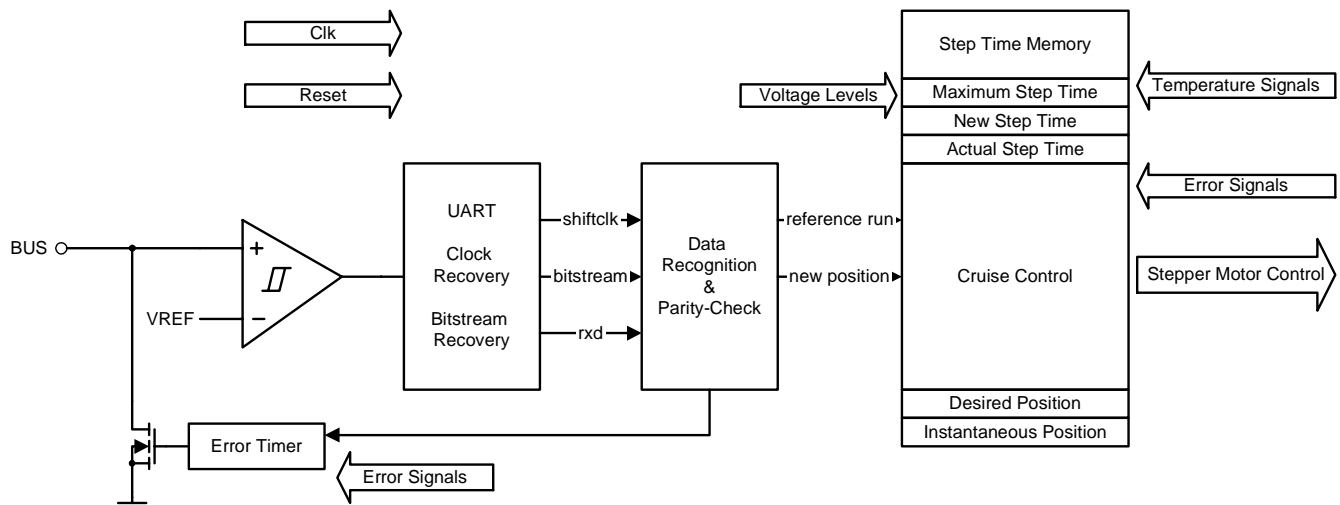 Clk
Reset
Voltage Levels
Step Time Memory
Maximum Step Time
New Step Time
Actual Step Time
Temperature Signals
Error Signals
BUS
+
VREF
−
UART
Clock
Recovery
Bitstream
Recovery
shiftclk
bitstream
rxd
Data
Recognition
&
Parity-Check
reference run
new position
Cruise Control
Stepper Motor Control
Desired Position
Instantaneous Position
Error Timer
Error Signals